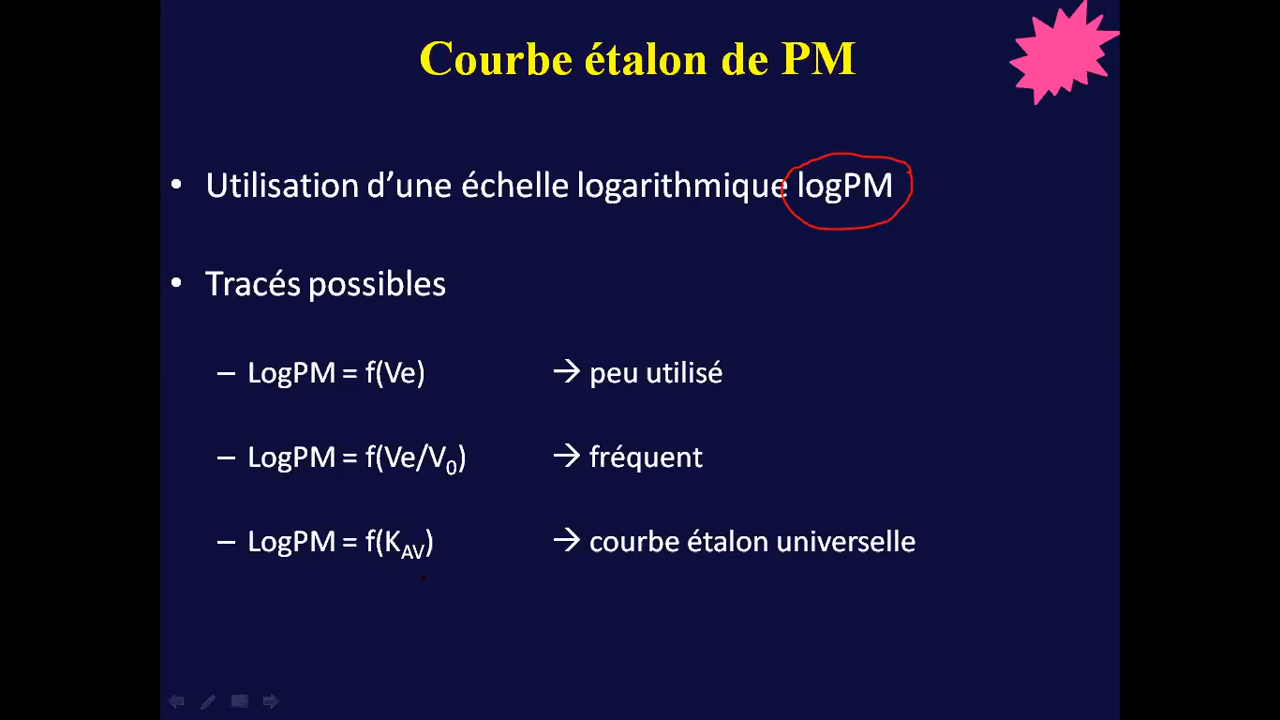 Courbe étalon de PM
• Utilisation d’une échelle logarithmique logPM
• Tracés possibles
– LogPM = f(Ve) → peu utilisé
– LogPM = f(Ve/V₀) → fréquent
– LogPM = f(K_AV) → courbe étalon universelle